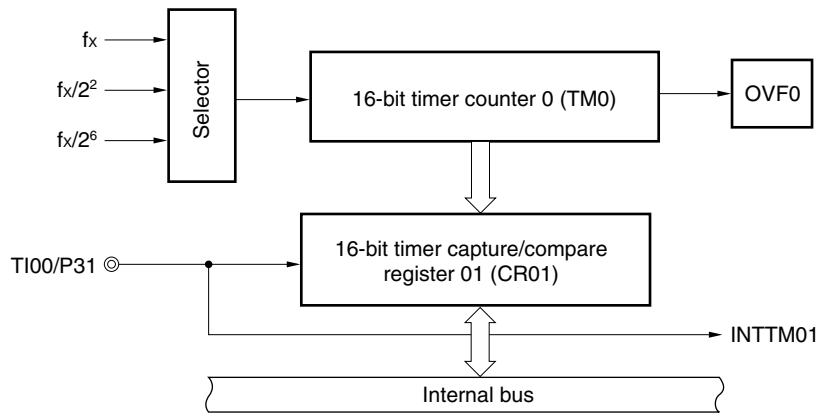 fx
fx/2²
fx/2⁶
Selector
16-bit timer counter 0 (TM0)
OVF0
TI00/P31
16-bit timer capture/compare
register 01 (CR01)
INTTM01
Internal bus